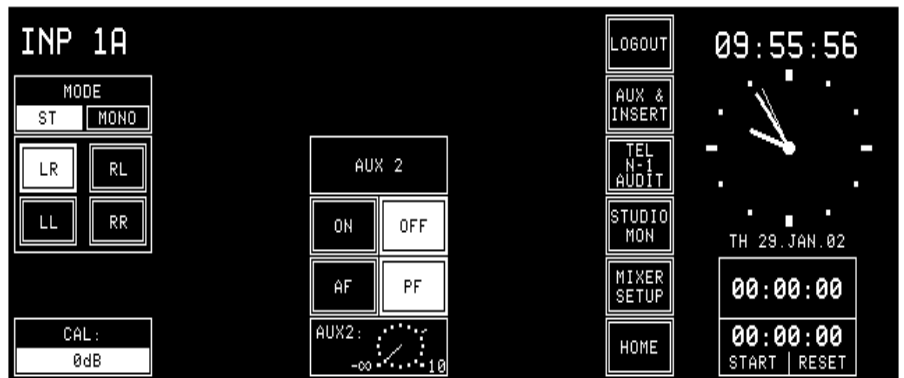 INP 1A
MODE
ST MONO
LR RL
LL RR
CAL:
0dB
AUX 2
ON OFF
AF PF
AUX2:
-∞ 10
LOGOUT
AUX &
INSERT
TEL
N-1
AUDIT
STUDIO
MON
MIXER
SETUP
HOME
09:55:56
TH 29.JAN.02
00:00:00
00:00:00
START RESET